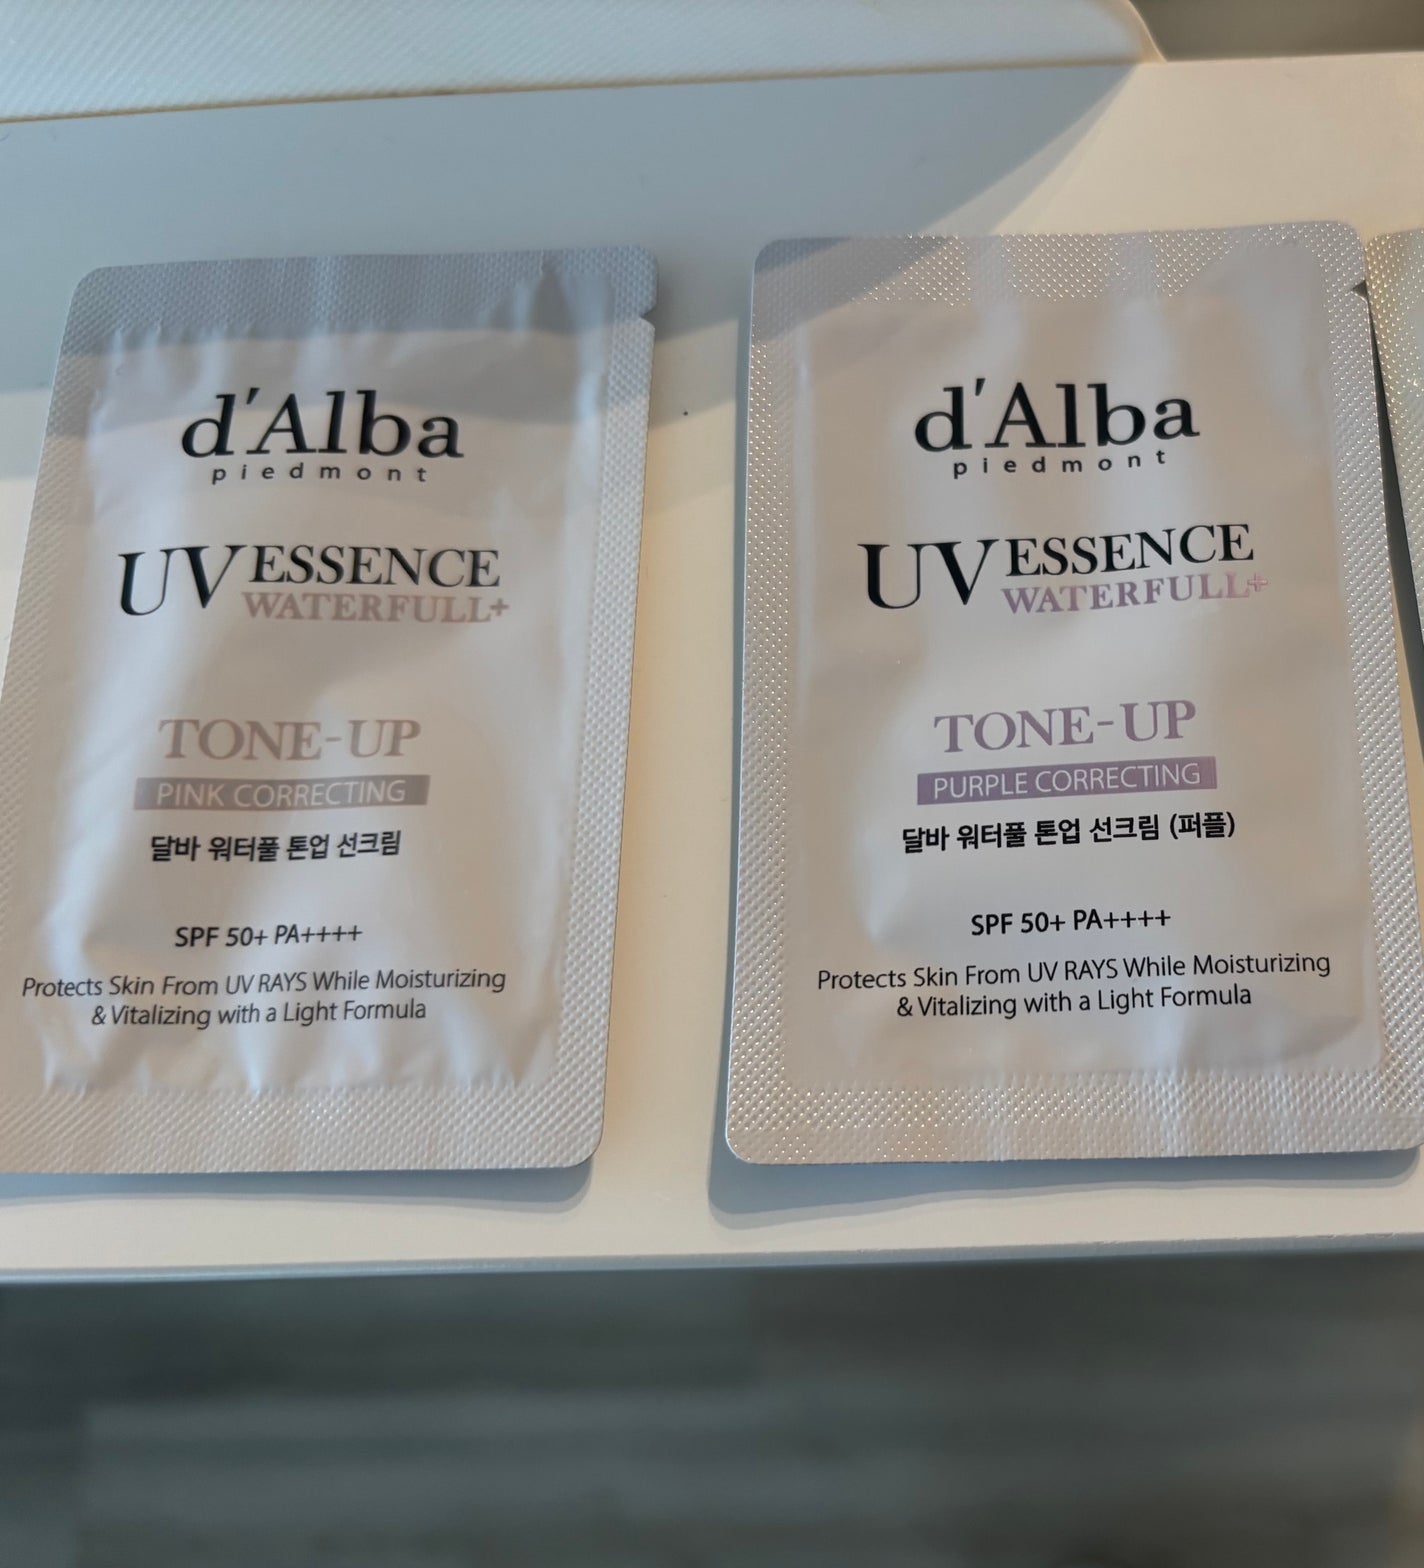 d'Alba
piedmont
UV ESSENCE
WATERFULL+
TONE-UP
PINK CORRECTING
달바 워터풀 톤업 선크림
SPF 50+ PA++++
Protects Skin From UV RAYS While Moisturizing
& Vitalizing with a Light Formula
d'Alba
piedmont
UV ESSENCE
WATERFULL+
TONE-UP
PURPLE CORRECTING
달바 워터풀 톤업 선크림 (퍼플)
SPF 50+ PA++++
Protects Skin From UV RAYS While Moisturizing
& Vitalizing with a Light Formula